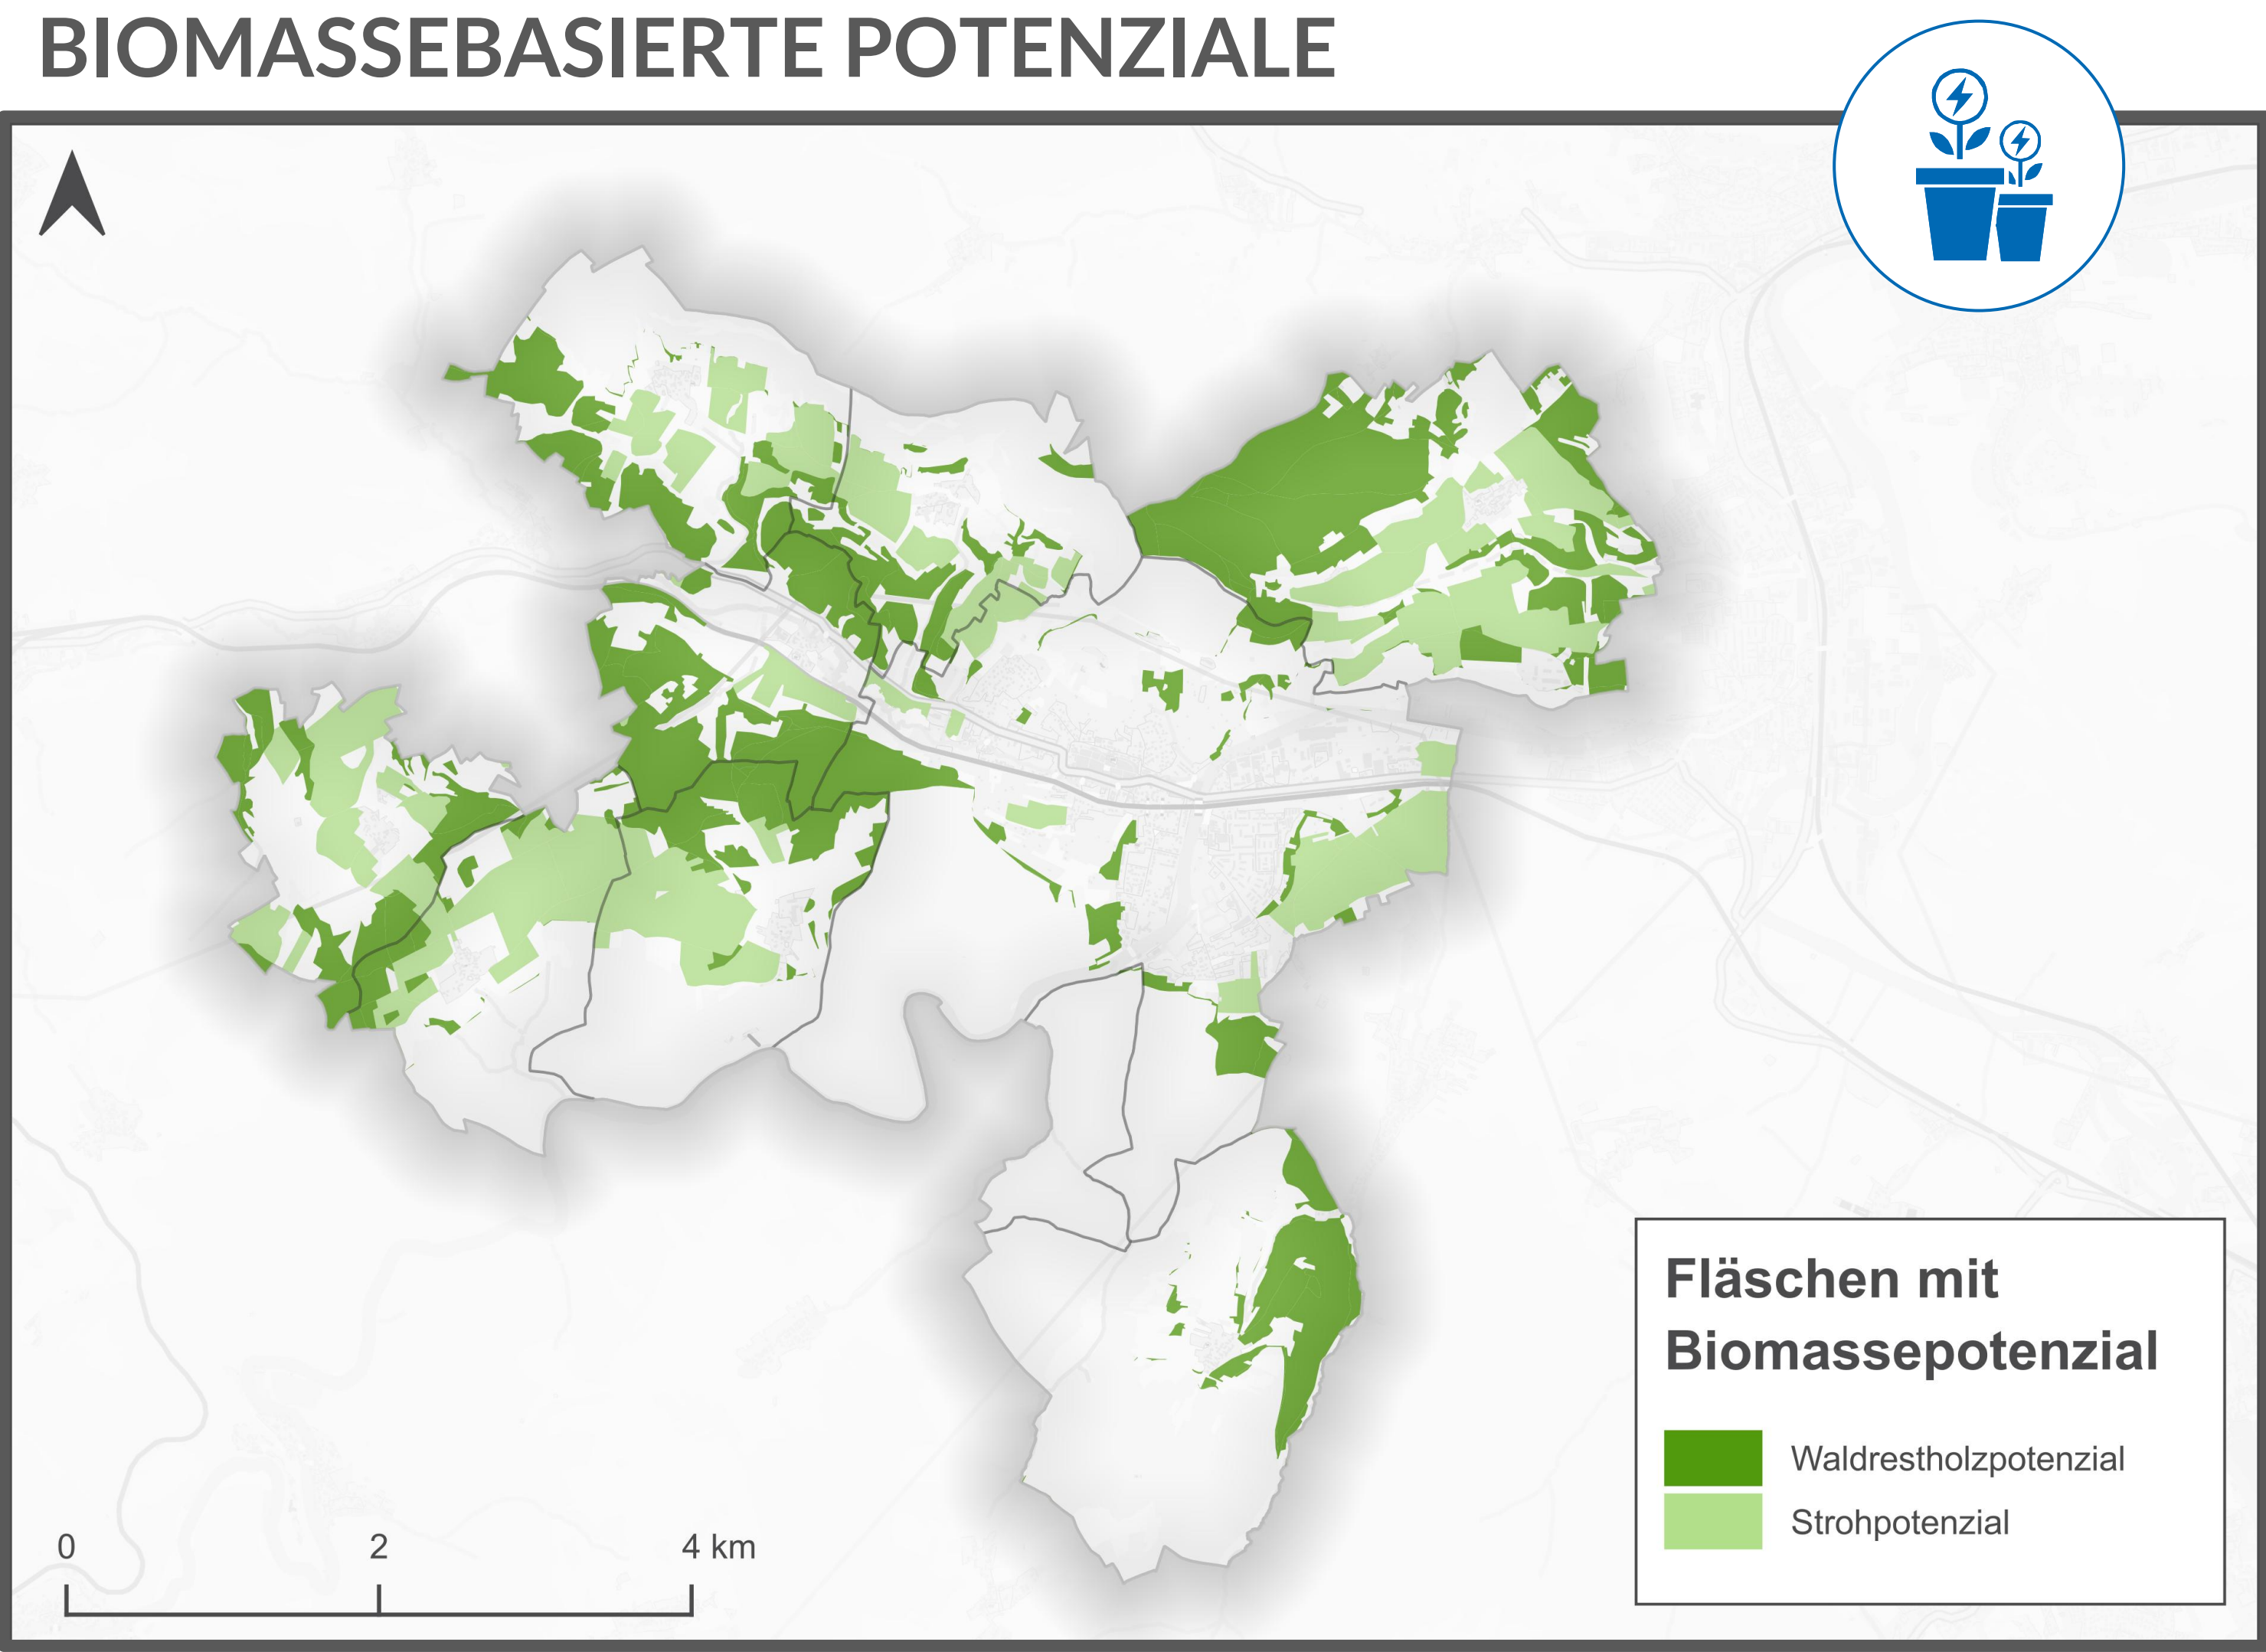 BIOMASSEBASIERTE POTENZIALE
Fläschen mit
Biomassepotenzial
Waldrestholzpotenzial
Strohpotenzial
0 2 4 km